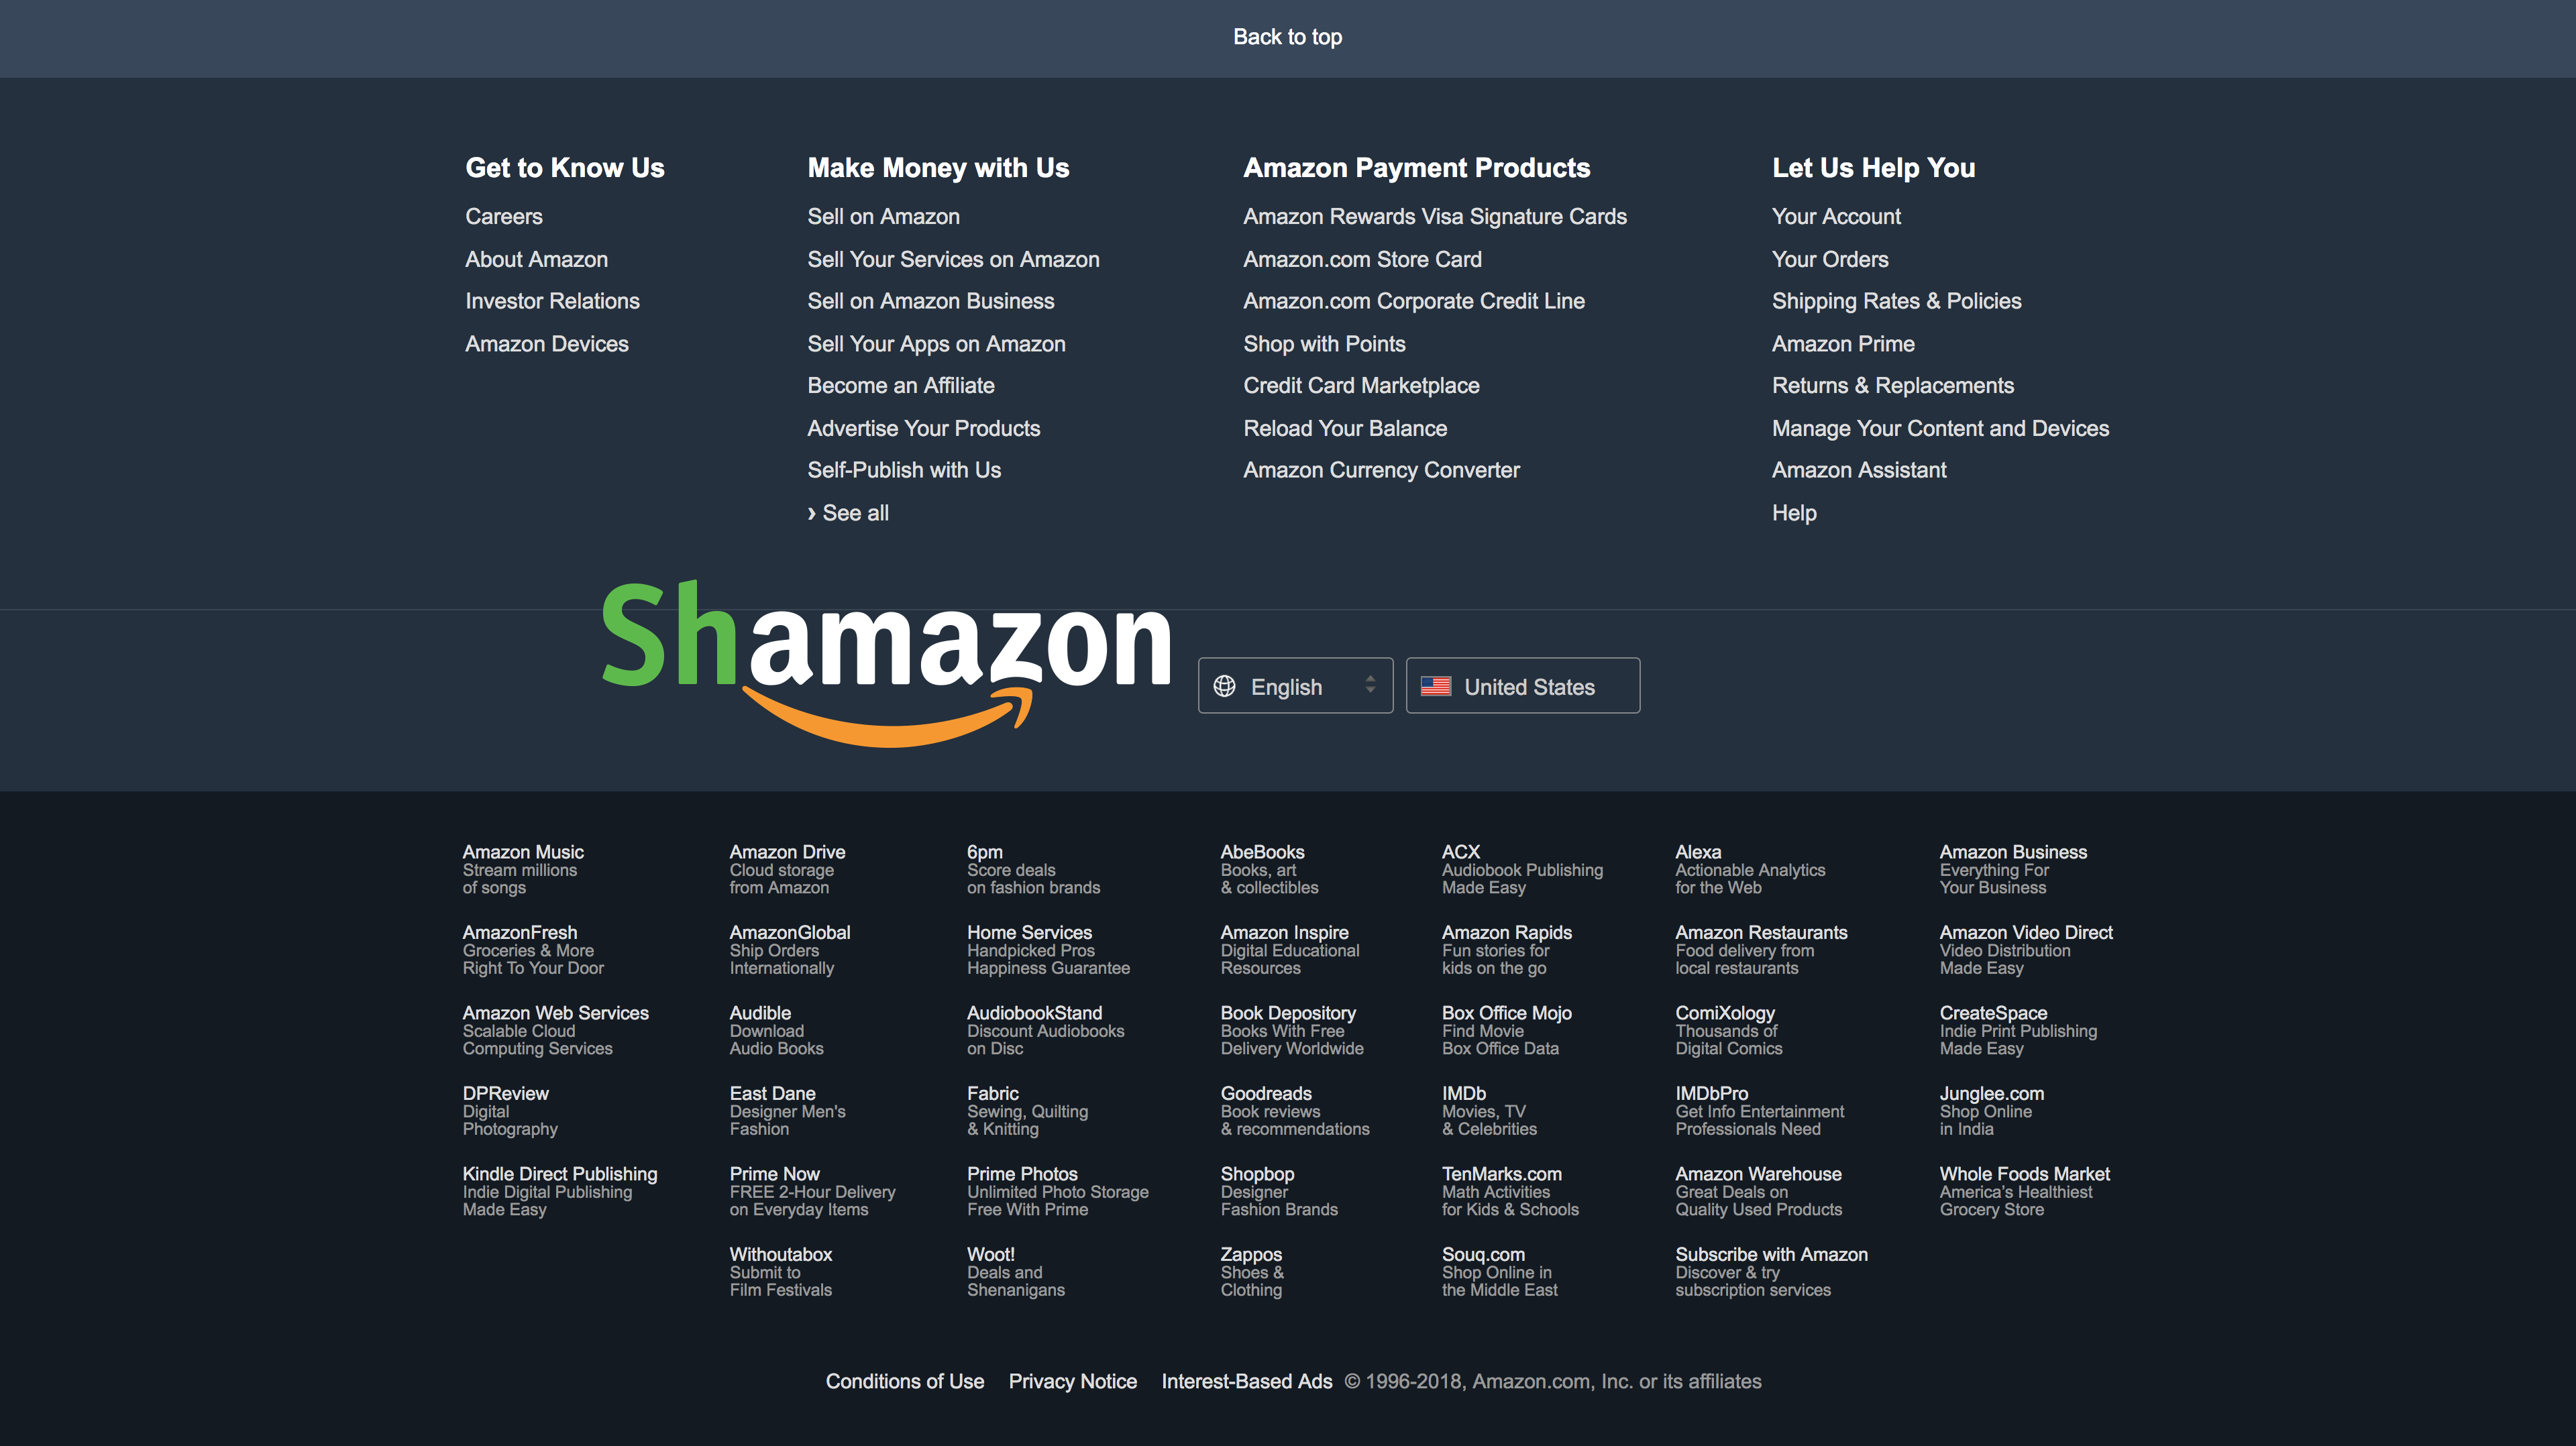 Back to top
Get to Know Us
Careers
About Amazon
Investor Relations
Amazon Devices
Make Money with Us
Sell on Amazon
Sell Your Services on Amazon
Sell on Amazon Business
Sell Your Apps on Amazon
Become an Affiliate
Advertise Your Products
Self-Publish with Us
› See all
Amazon Payment Products
Amazon Rewards Visa Signature Cards
Amazon.com Store Card
Amazon.com Corporate Credit Line
Shop with Points
Credit Card Marketplace
Reload Your Balance
Amazon Currency Converter
Let Us Help You
Your Account
Your Orders
Shipping Rates & Policies
Amazon Prime
Returns & Replacements
Manage Your Content and Devices
Amazon Assistant
Help
Shamazon
English
United States
Amazon Music
Stream millions
of songs
Amazon Drive
Cloud storage
from Amazon
6pm
Score deals
on fashion brands
AbeBooks
Books, art
& collectibles
ACX
Audiobook Publishing
Made Easy
Alexa
Actionable Analytics
for the Web
Amazon Business
Everything For
Your Business
AmazonFresh
Groceries & More
Right To Your Door
AmazonGlobal
Ship Orders
Internationally
Home Services
Handpicked Pros
Happiness Guarantee
Amazon Inspire
Digital Educational
Resources
Amazon Rapids
Fun stories for
kids on the go
Amazon Restaurants
Food delivery from
local restaurants
Amazon Video Direct
Video Distribution
Made Easy
Amazon Web Services
Scalable Cloud
Computing Services
Audible
Download
Audio Books
AudiobookStand
Discount Audiobooks
on Disc
Book Depository
Books With Free
Delivery Worldwide
Box Office Mojo
Find Movie
Box Office Data
ComiXology
Thousands of
Digital Comics
CreateSpace
Indie Print Publishing
Made Easy
DPReview
Digital
Photography
East Dane
Designer Men's
Fashion
Fabric
Sewing, Quilting
& Knitting
Goodreads
Book reviews
& recommendations
IMDb
Movies, TV
& Celebrities
IMDbPro
Get Info Entertainment
Professionals Need
Junglee.com
Shop Online
in India
Kindle Direct Publishing
Indie Digital Publishing
Made Easy
Prime Now
FREE 2-Hour Delivery
on Everyday Items
Prime Photos
Unlimited Photo Storage
Free With Prime
Shopbop
Designer
Fashion Brands
TenMarks.com
Math Activities
for Kids & Schools
Amazon Warehouse
Great Deals on
Quality Used Products
Whole Foods Market
America's Healthiest
Grocery Store
Withoutabox
Submit to
Film Festivals
Woot!
Deals and
Shenanigans
Zappos
Shoes &
Clothing
Souq.com
Shop Online in
the Middle East
Subscribe with Amazon
Discover & try
subscription services
Conditions of Use Privacy Notice Interest-Based Ads © 1996-2018, Amazon.com, Inc. or its affiliates